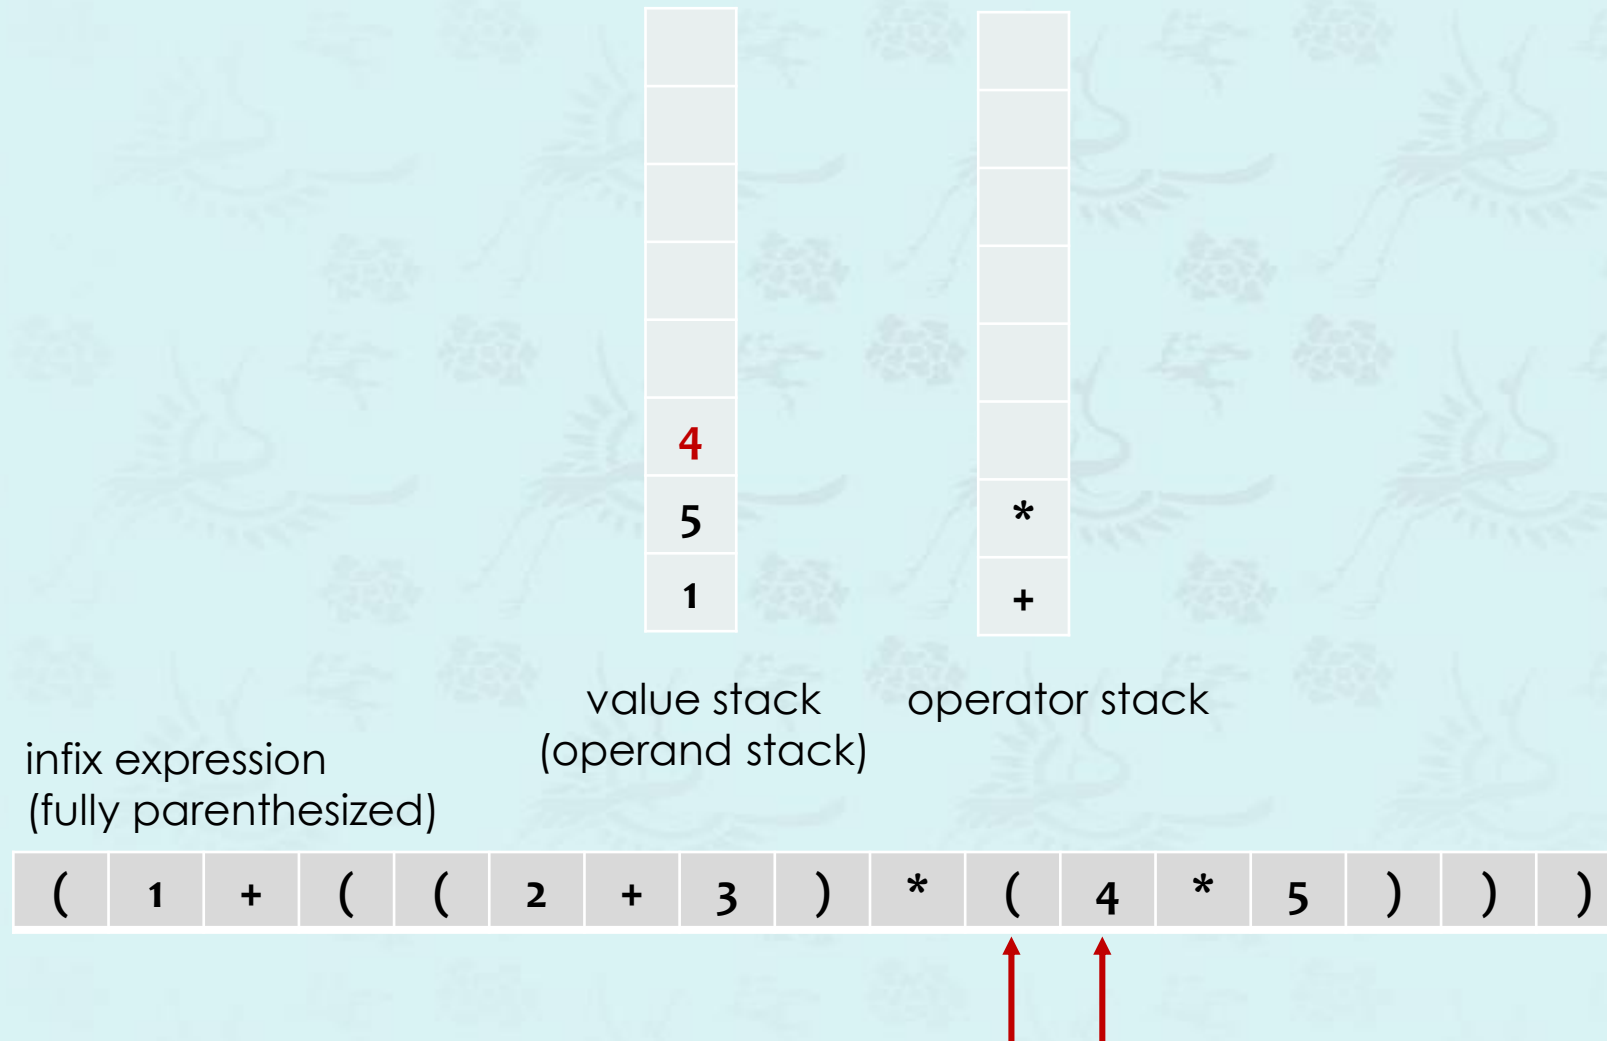 4
5 *
1 +
value stack operator stack
(operand stack)
infix expression
(fully parenthesized)
( 1 + ( ( 2 + 3 ) * ( 4 * 5 ) ) )